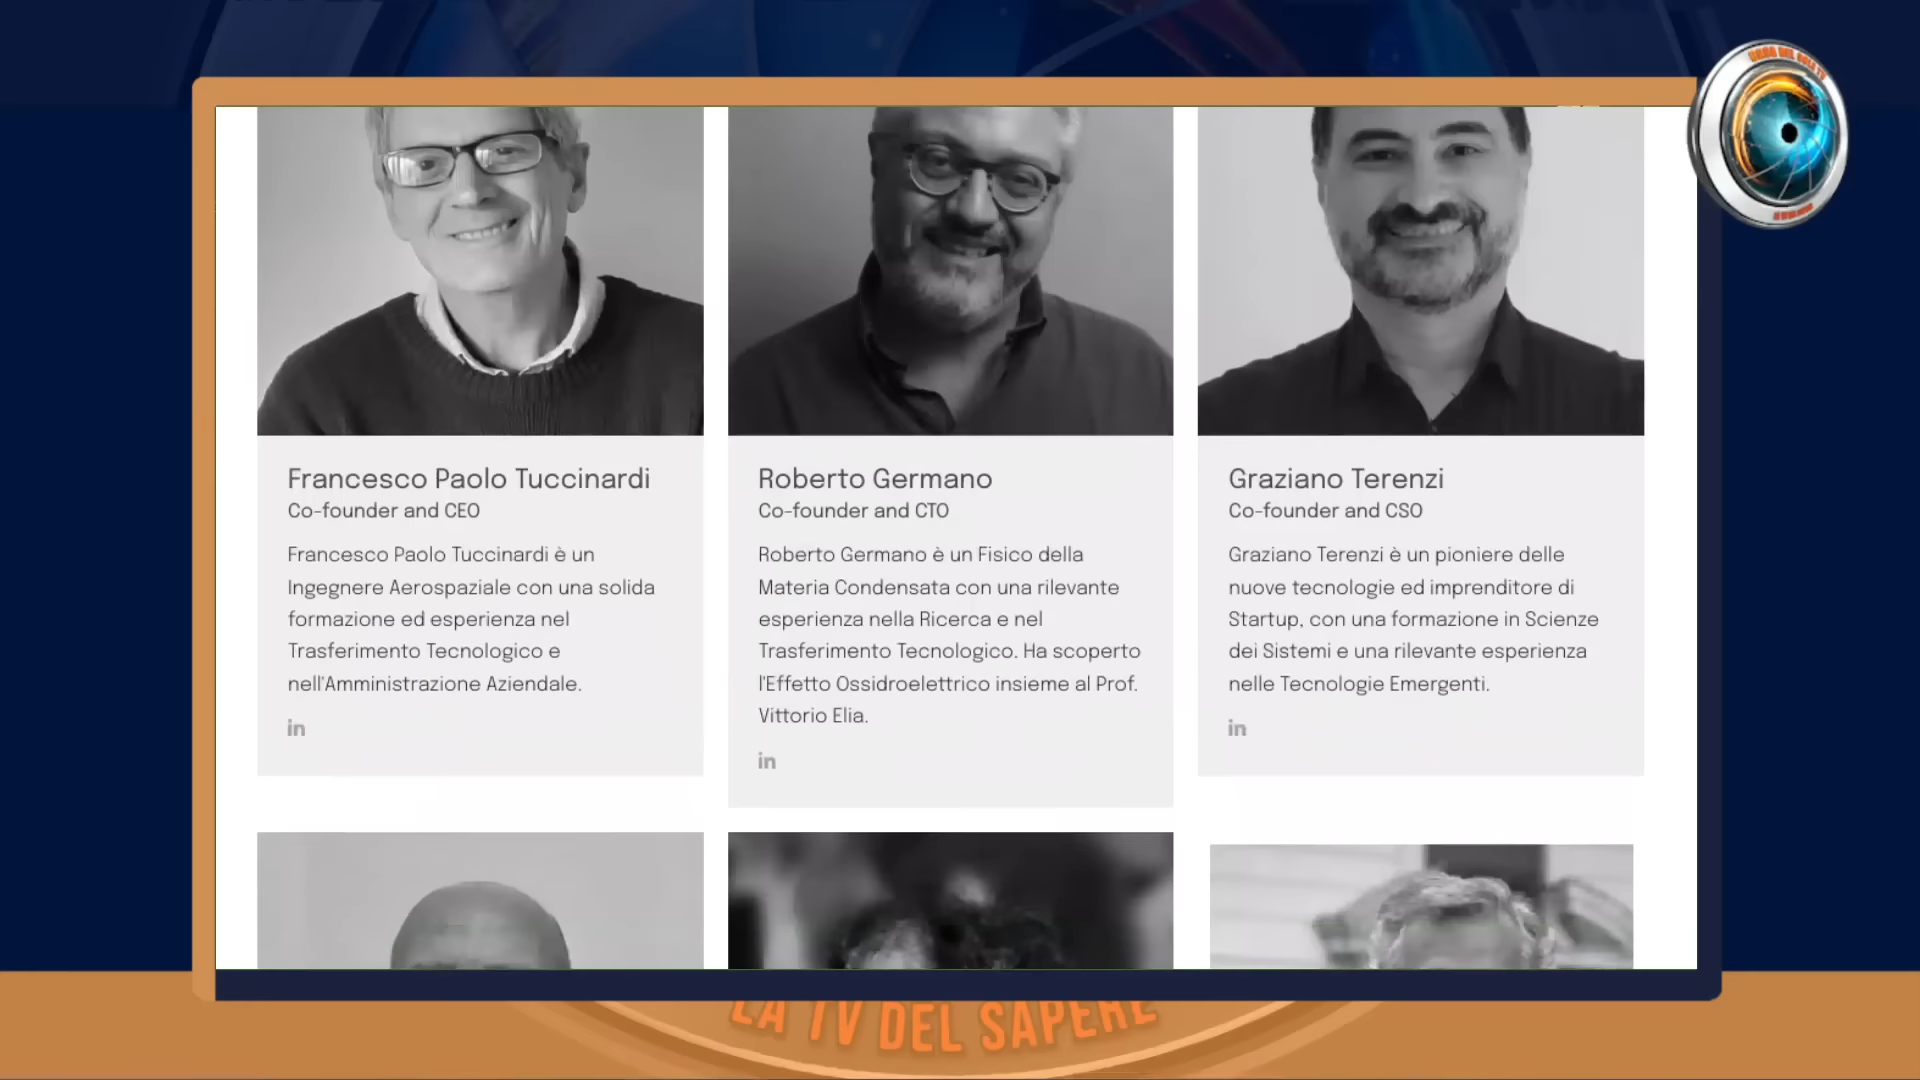 Francesco Paolo Tuccinardi
Co-founder and CEO
Francesco Paolo Tuccinardi è un
Ingegnere Aerospaziale con una solida
formazione ed esperienza nel
Trasferimento Tecnologico e
nell'Amministrazione Aziendale.
in
Roberto Germano
Co-founder and CTO
Roberto Germano è un Fisico della
Materia Condensata con una rilevante
esperienza nella Ricerca e nel
Trasferimento Tecnologico. Ha scoperto
l'Effetto Ossidroelettrico insieme al Prof.
Vittorio Elia.
in
Graziano Terenzi
Co-founder and CSO
Graziano Terenzi è un pioniere delle
nuove tecnologie ed imprenditore di
Startup, con una formazione in Scienze
dei Sistemi e una rilevante esperienza
nelle Tecnologie Emergenti.
in
LA TV DEL SAPERE